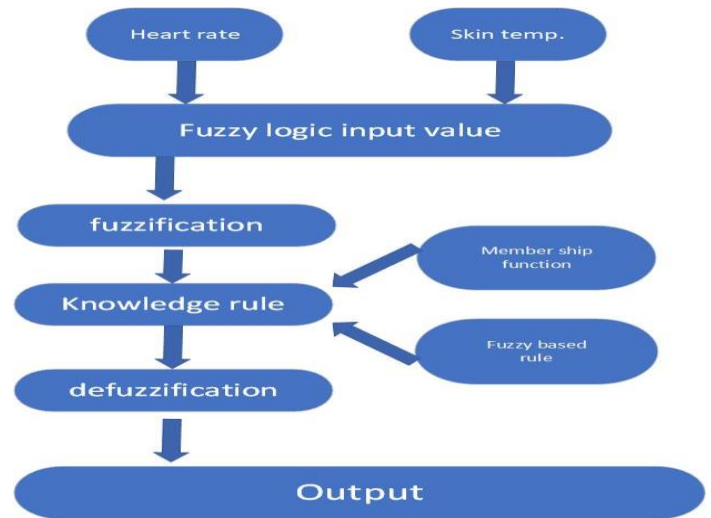 Heart rate
Skin temp.
Fuzzy logic input value
fuzzification
Member ship
function
Knowledge rule
Fuzzy based
rule
defuzzification
Output